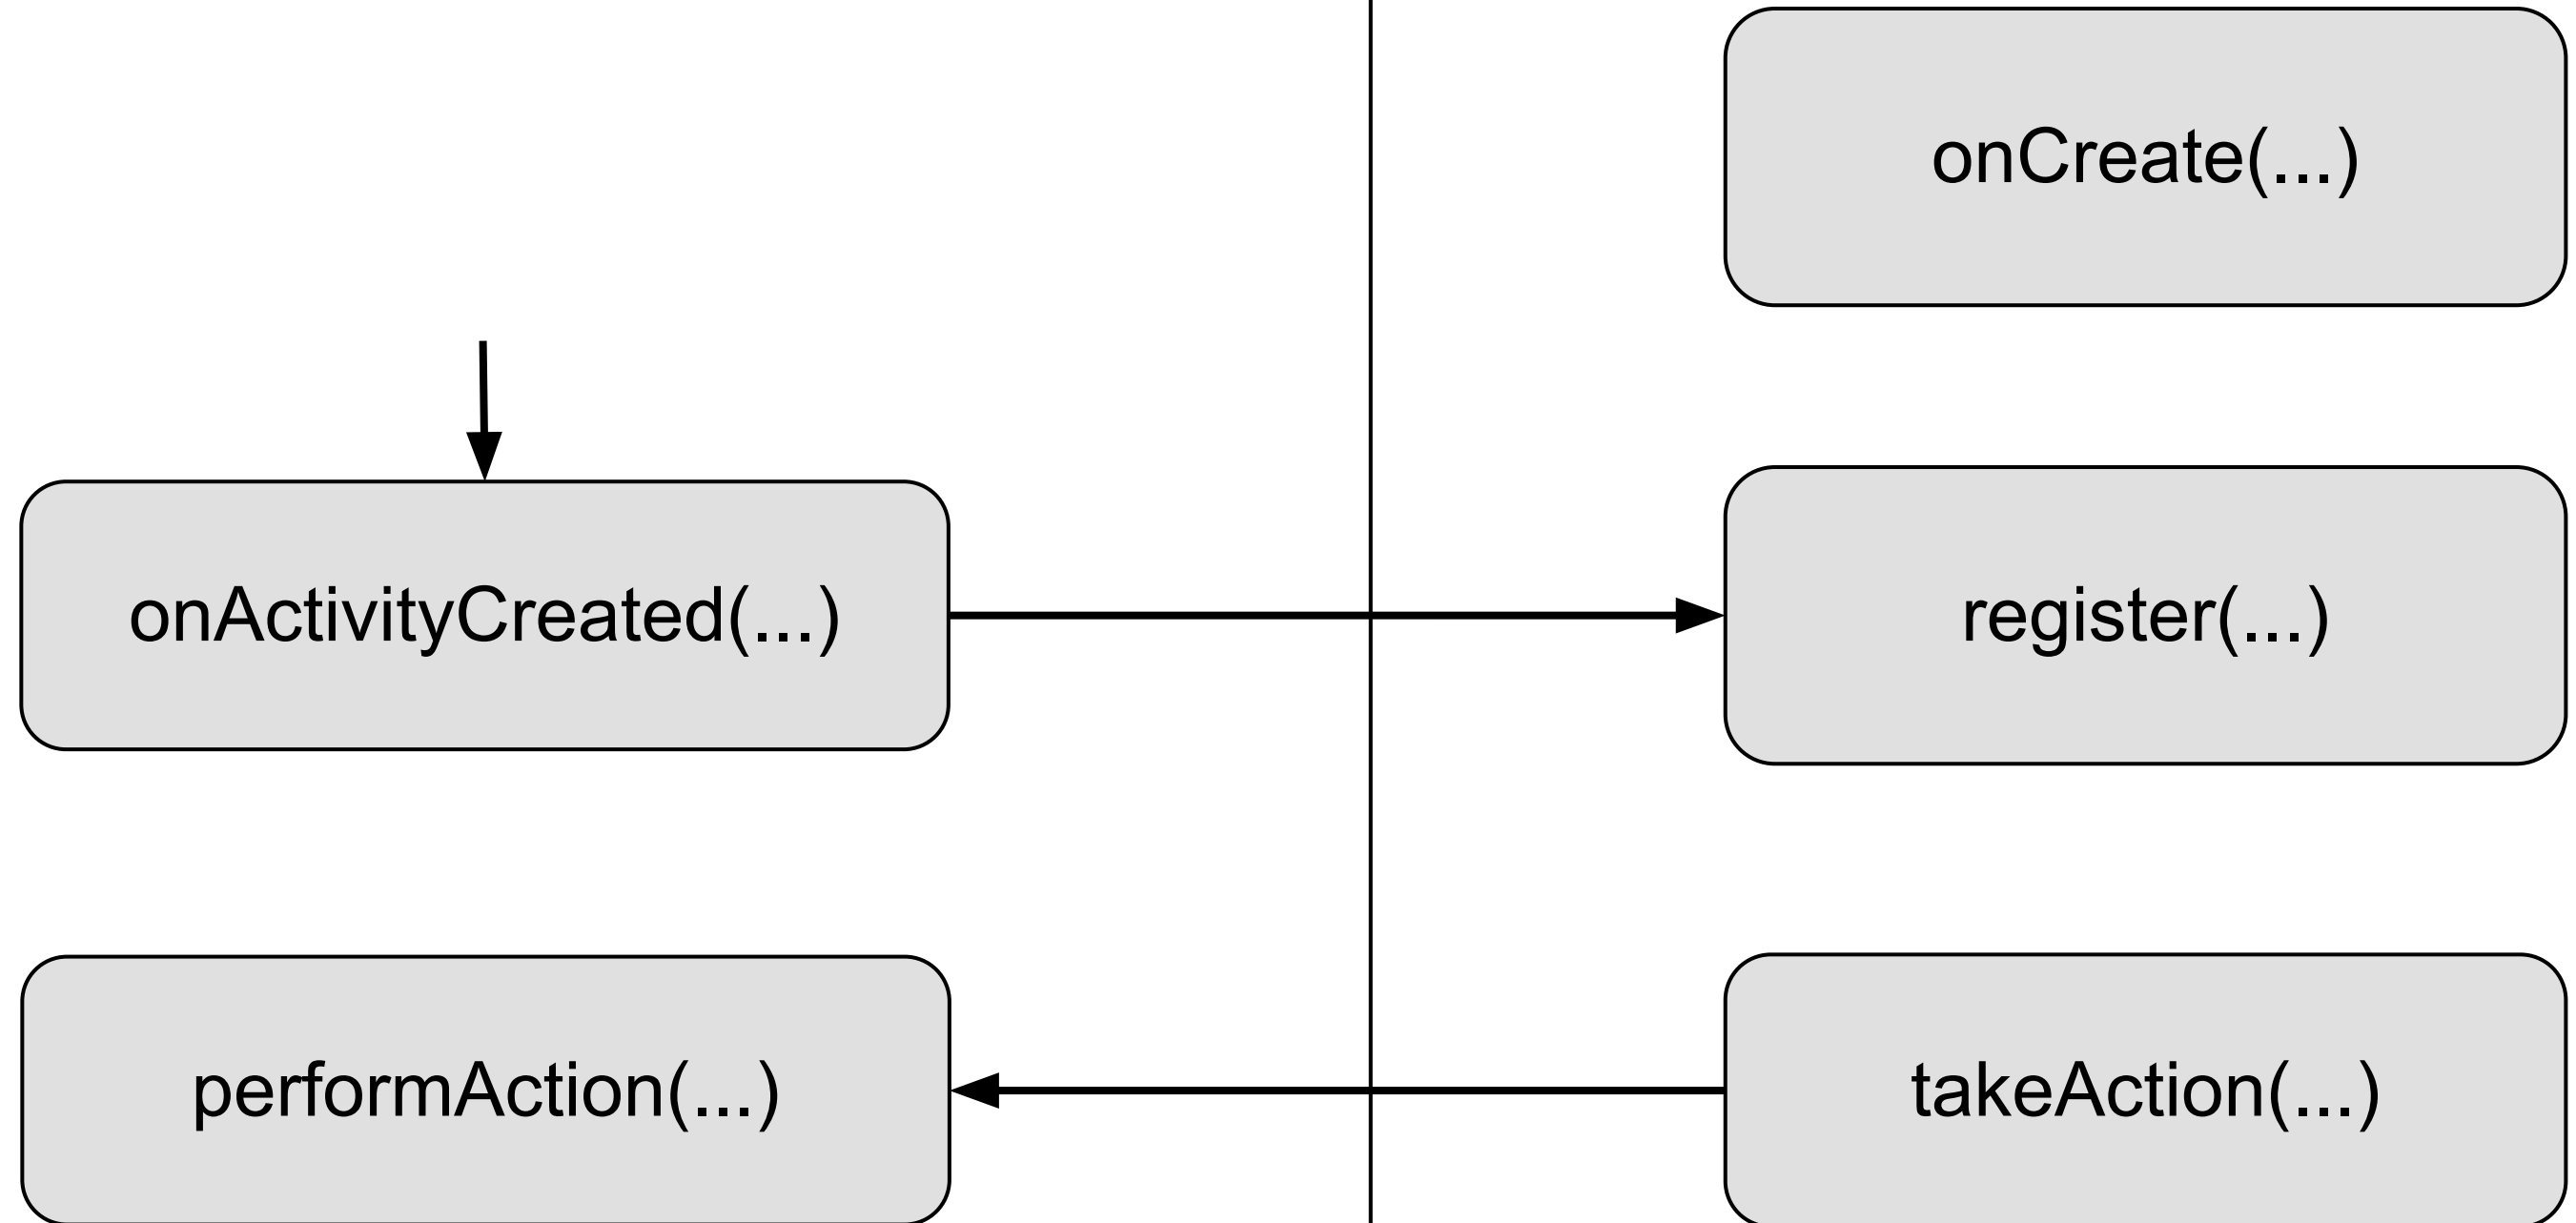 onCreate(...)
onActivityCreated(...)
register(...)
performAction(...)
takeAction(...)